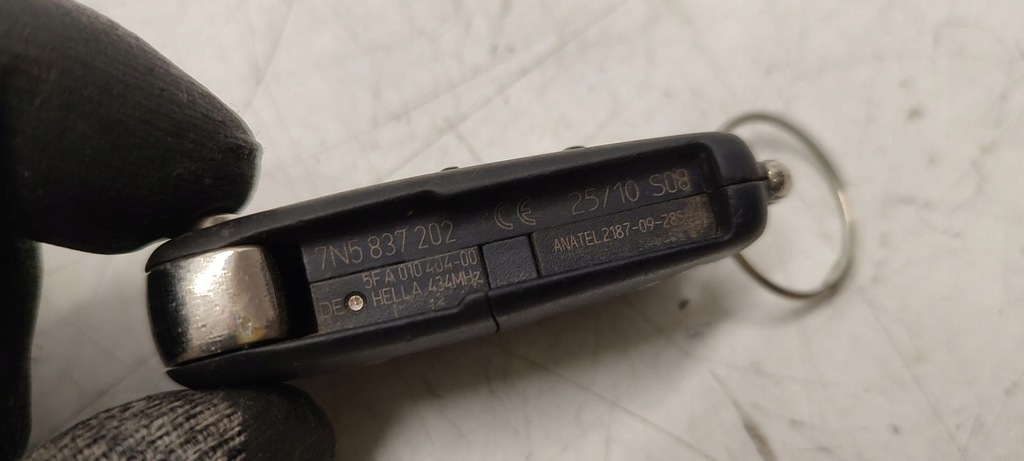 7N5 837 202 CE 25/10 S08
5FA 010 404-00
DE HELLA 434MHz
ANATEL 2187-09-28